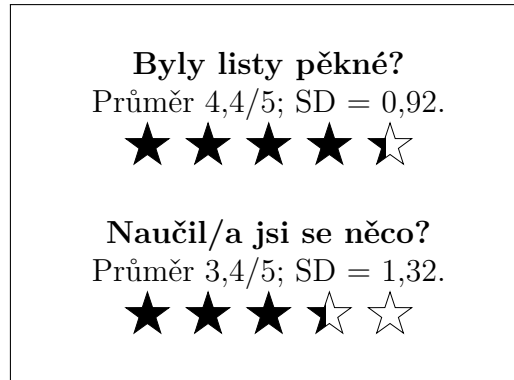 Byly listy pěkné?
Průměr 4,4/5; SD = 0,92.
Naučil/a jsi se něco?
Průměr 3,4/5; SD = 1,32.